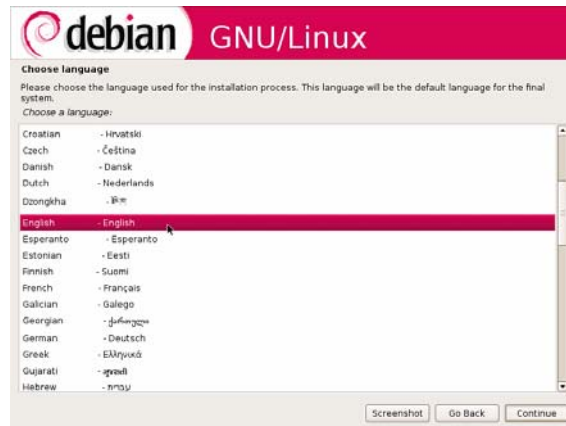 debian GNU/Linux
Choose language
Please choose the language used for the installation process. This language will be the default language for the final
system.
Choose a language:
Croatian - Hrvatski
Czech - Čeština
Danish - Dansk
Dutch - Nederlands
Dzongkha -
English - English
Esperanto - Esperanto
Estonian - Eesti
Finnish - Suomi
French - Français
Galician - Galego
Georgian - ქართული
German - Deutsch
Greek - Ελληνικά
Gujarati -
Hebrew - עברית
Screenshot Go Back Continue